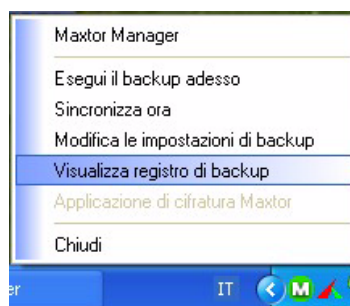 Maxtor Manager
Esegui il backup adesso
Sincronizza ora
Modifica le impostazioni di backup
Visualizza registro di backup
Applicazione di cifratura Maxtor
Chiudi
er IT M